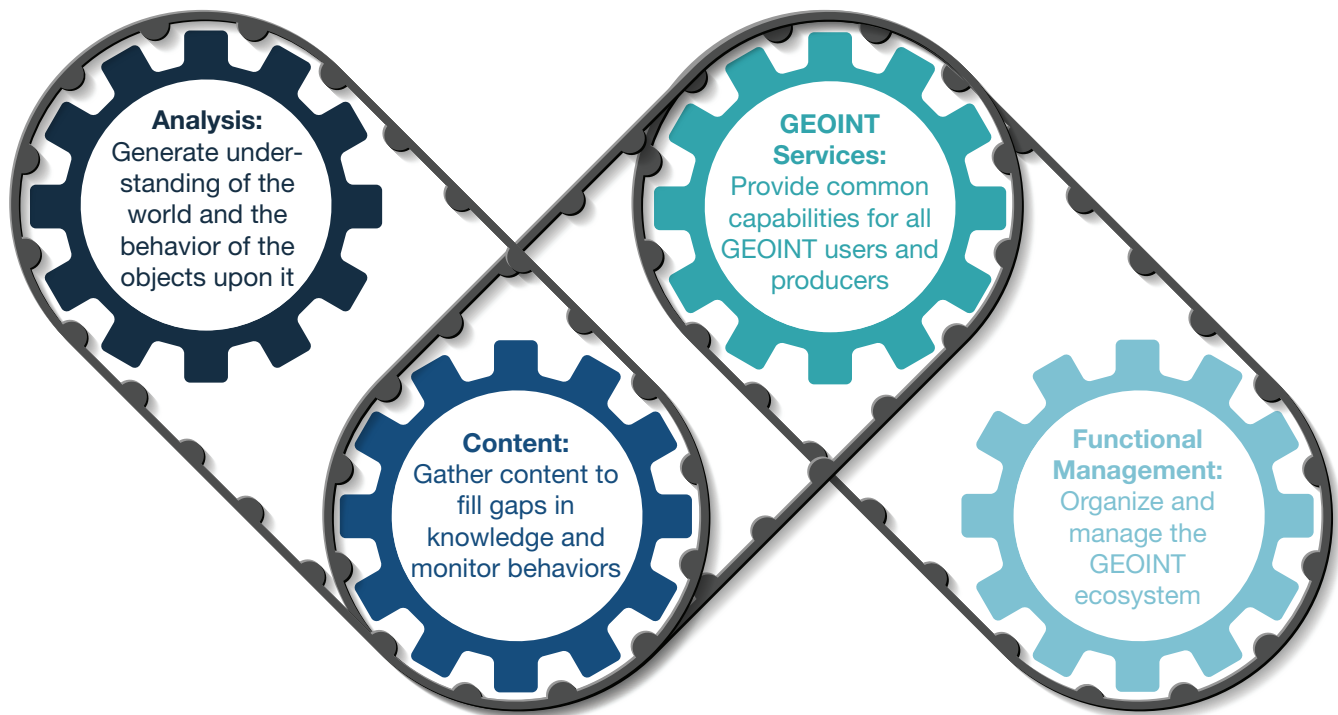 Analysis:
Generate under-
standing of the
world and the
behavior of the
objects upon it
Content:
Gather content to
fill gaps in
knowledge and
monitor behaviors
GEOINT
Services:
Provide common
capabilities for all
GEOINT users and
producers
Functional
Management:
Organize and
manage the
GEOINT
ecosystem